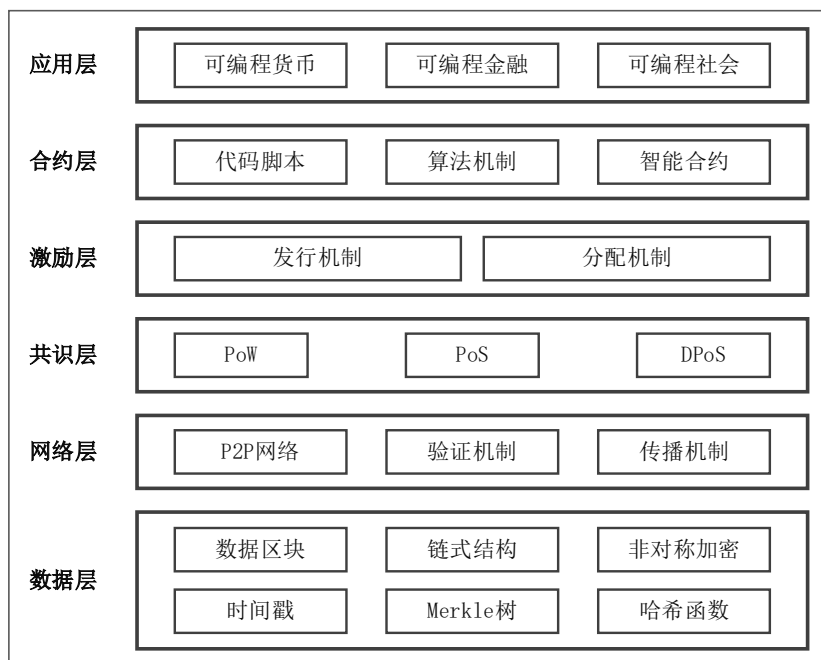 应用层 可编程货币 可编程金融 可编程社会
合约层 代码脚本 算法机制 智能合约
激励层 发行机制 分配机制
共识层 PoW PoS DPoS
网络层 P2P网络 验证机制 传播机制
数据区块 链式结构 非对称加密
数据层
时间戳 Merkle树 哈希函数